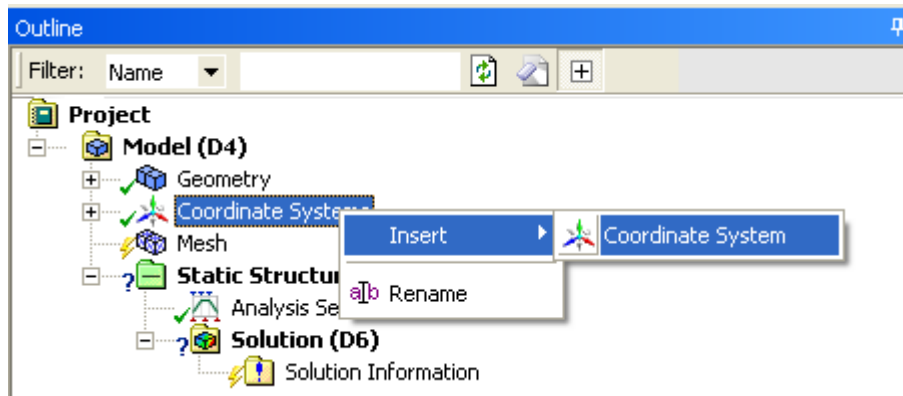 Outline
Filter: Name
Project
Model (D4)
Geometry
Coordinate Systems
Insert
Coordinate System
Mesh
Static Structu
Rename
Analysis Se
Solution (D6)
Solution Information